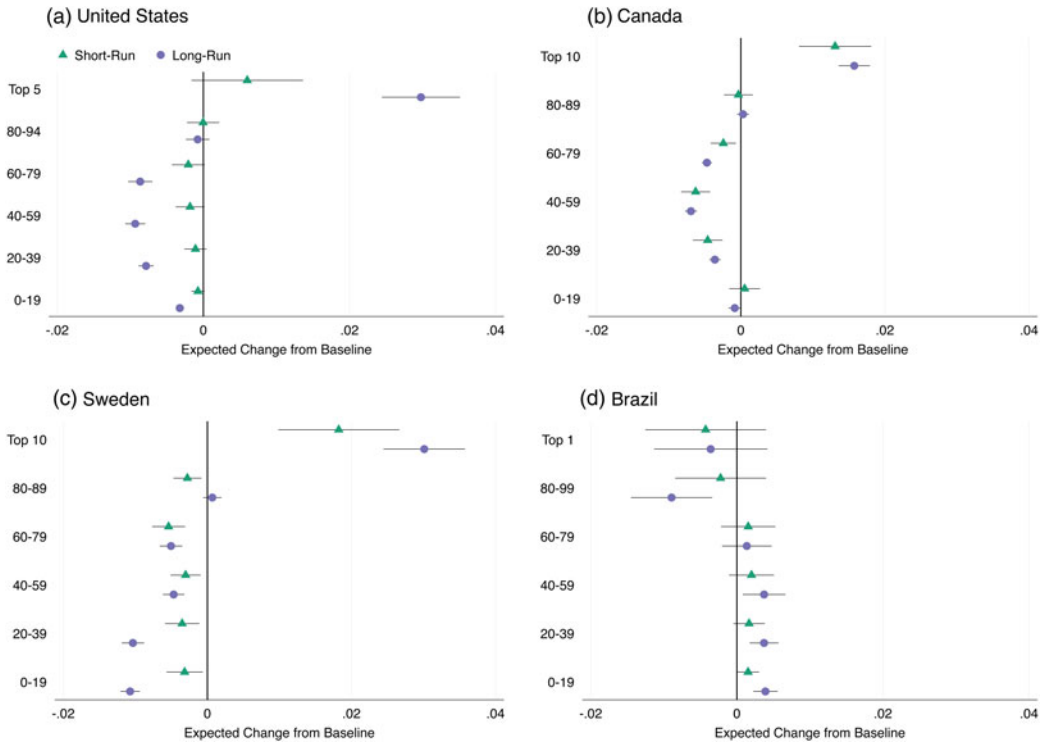 (a) United States
Short-Run Long-Run
Top 5
80-94
60-79
40-59
20-39
0-19
-.02 0 .02 .04
Expected Change from Baseline
(b) Canada
Top 10
80-89
60-79
40-59
20-39
0-19
-.02 0 .02 .04
Expected Change from Baseline
(c) Sweden
Top 10
80-89
60-79
40-59
20-39
0-19
-.02 0 .02 .04
Expected Change from Baseline
(d) Brazil
Top 1
80-99
60-79
40-59
20-39
0-19
-.02 0 .02 .04
Expected Change from Baseline